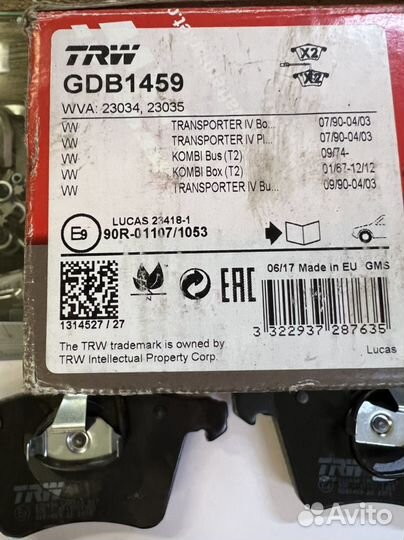 TRW
GDB1459
X2
X2
WVA: 23034, 23035
VW TRANSPORTER IV Bo... 07/90-04/03
VW TRANSPORTER IV Pl... 07/90-04/03
VW KOMBI Bus (T2) 09/74-
VW KOMBI Box (T2) 01/67-12/12
VW TRANSPORTER IV Bu... 09/90-04/03
LUCAS 23418-1
E9 90R-01107/1053
1314527 / 27
EAC
06/17 Made in EU GMS
3 322937 287635
The TRW trademark is owned by
TRW Intellectual Property Corp.
Lucas
TRW
TRW
Avito